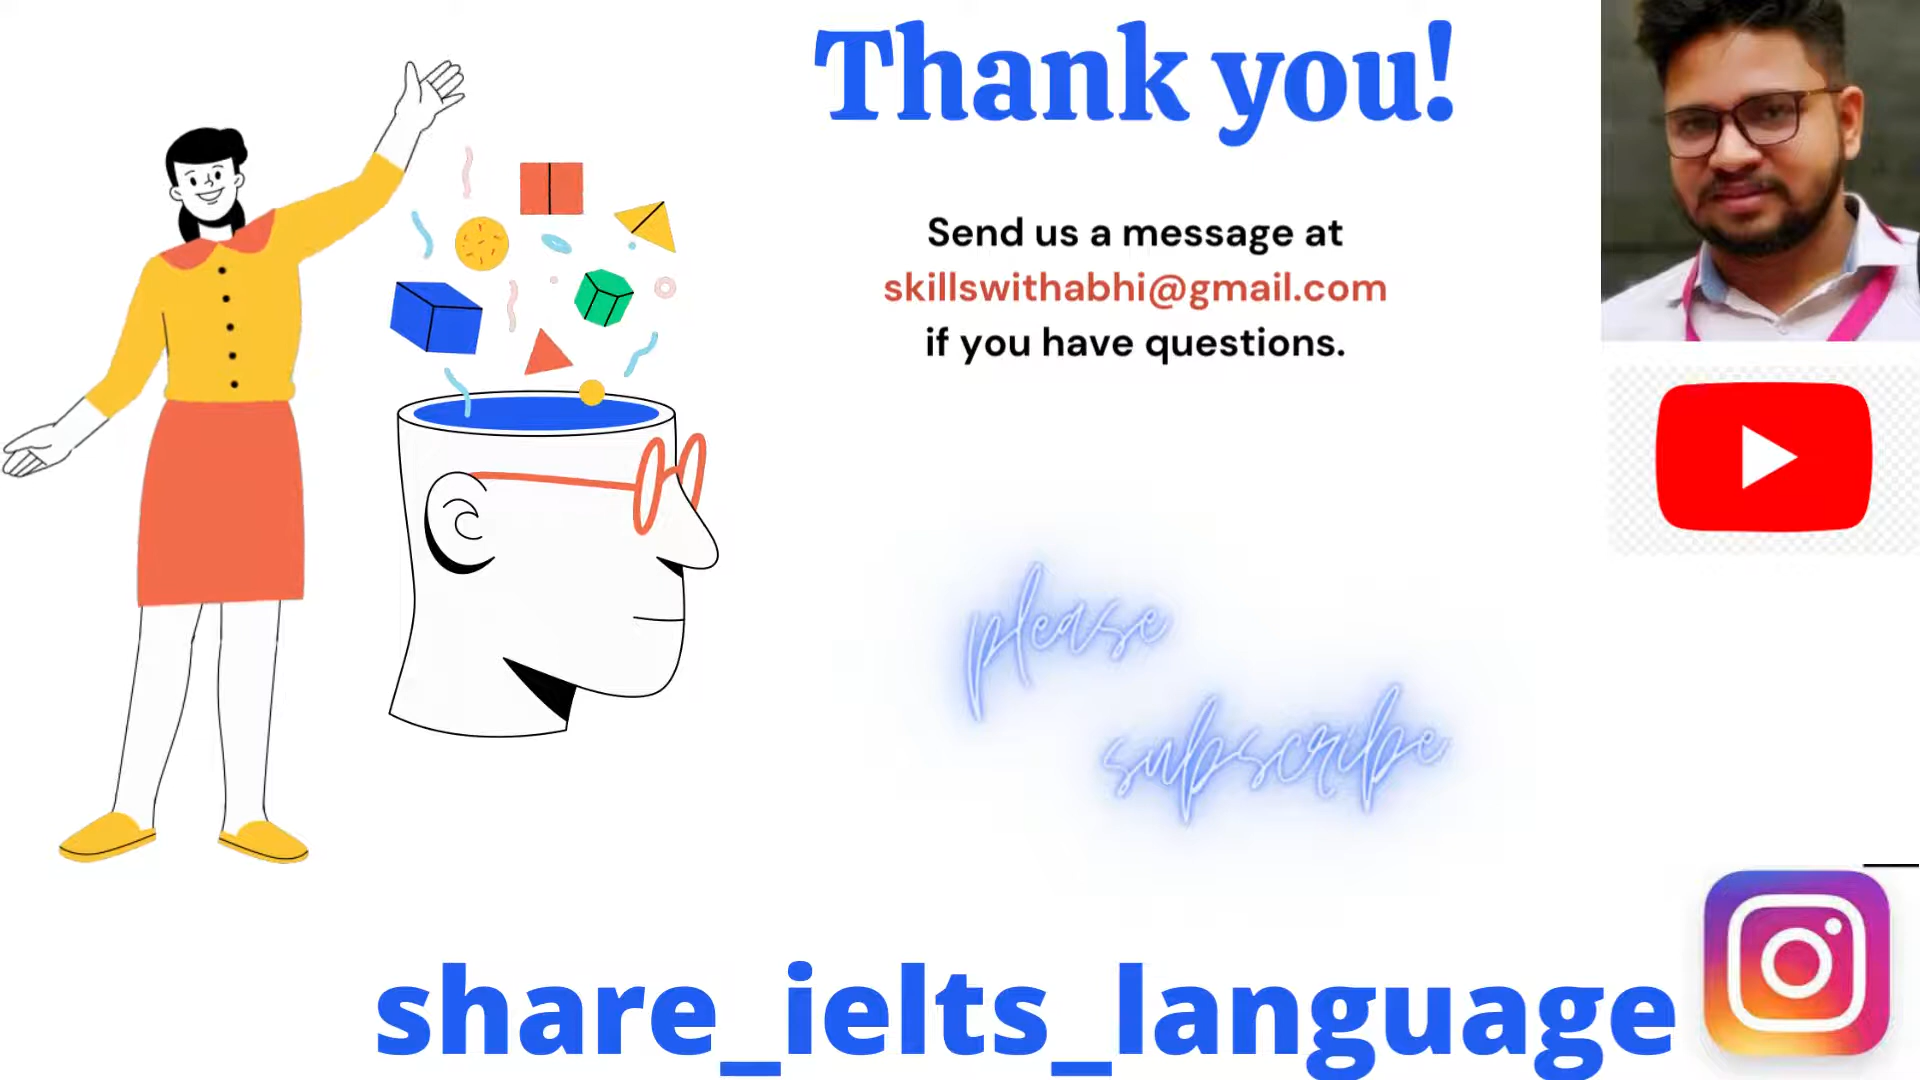 Thank you!
Send us a message at
skillswithabhi@gmail.com
if you have questions.
please
subscribe
share_ielts_language